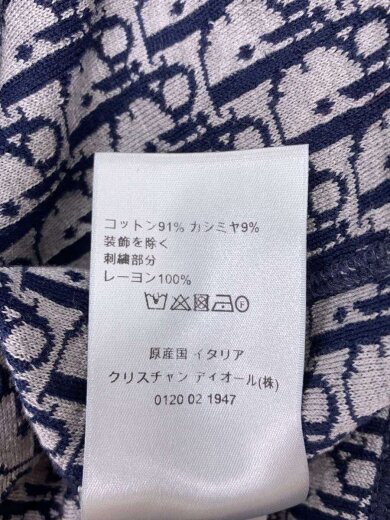 コットン91% カシミヤ9%
装飾を除く
刺繍部分
レーヨン100%
原産国 イタリア
クリスチャン ディオール(株)
0120 02 1947